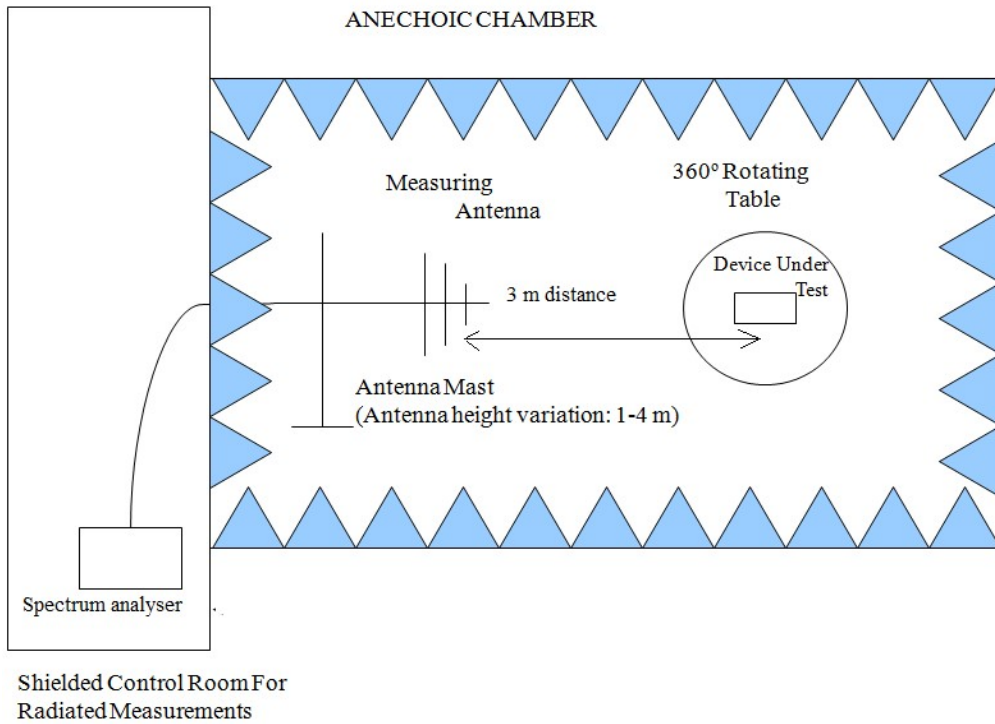 ANECHOIC CHAMBER
Measuring
Antenna
360º Rotating
Table
Device Under
Test
3 m distance
Antenna Mast
(Antenna height variation: 1-4 m)
Spectrum analyser
Shielded Control Room For
Radiated Measurements